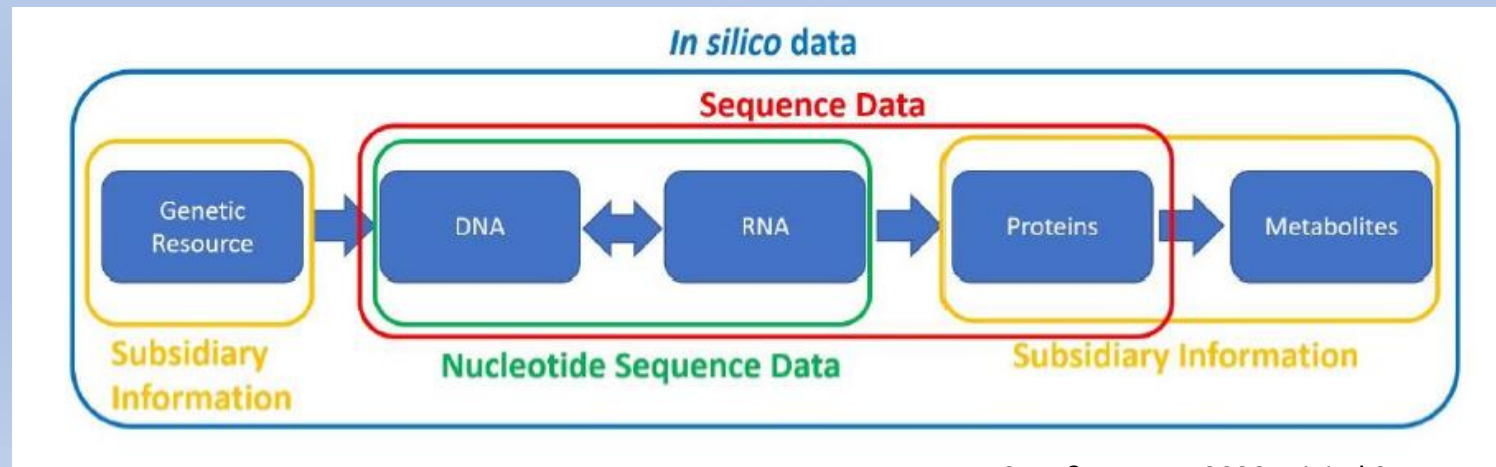 In silico data
Sequence Data
Genetic
Resource
DNA
RNA
Proteins
Metabolites
Subsidiary
Information
Nucleotide Sequence Data
Subsidiary Information